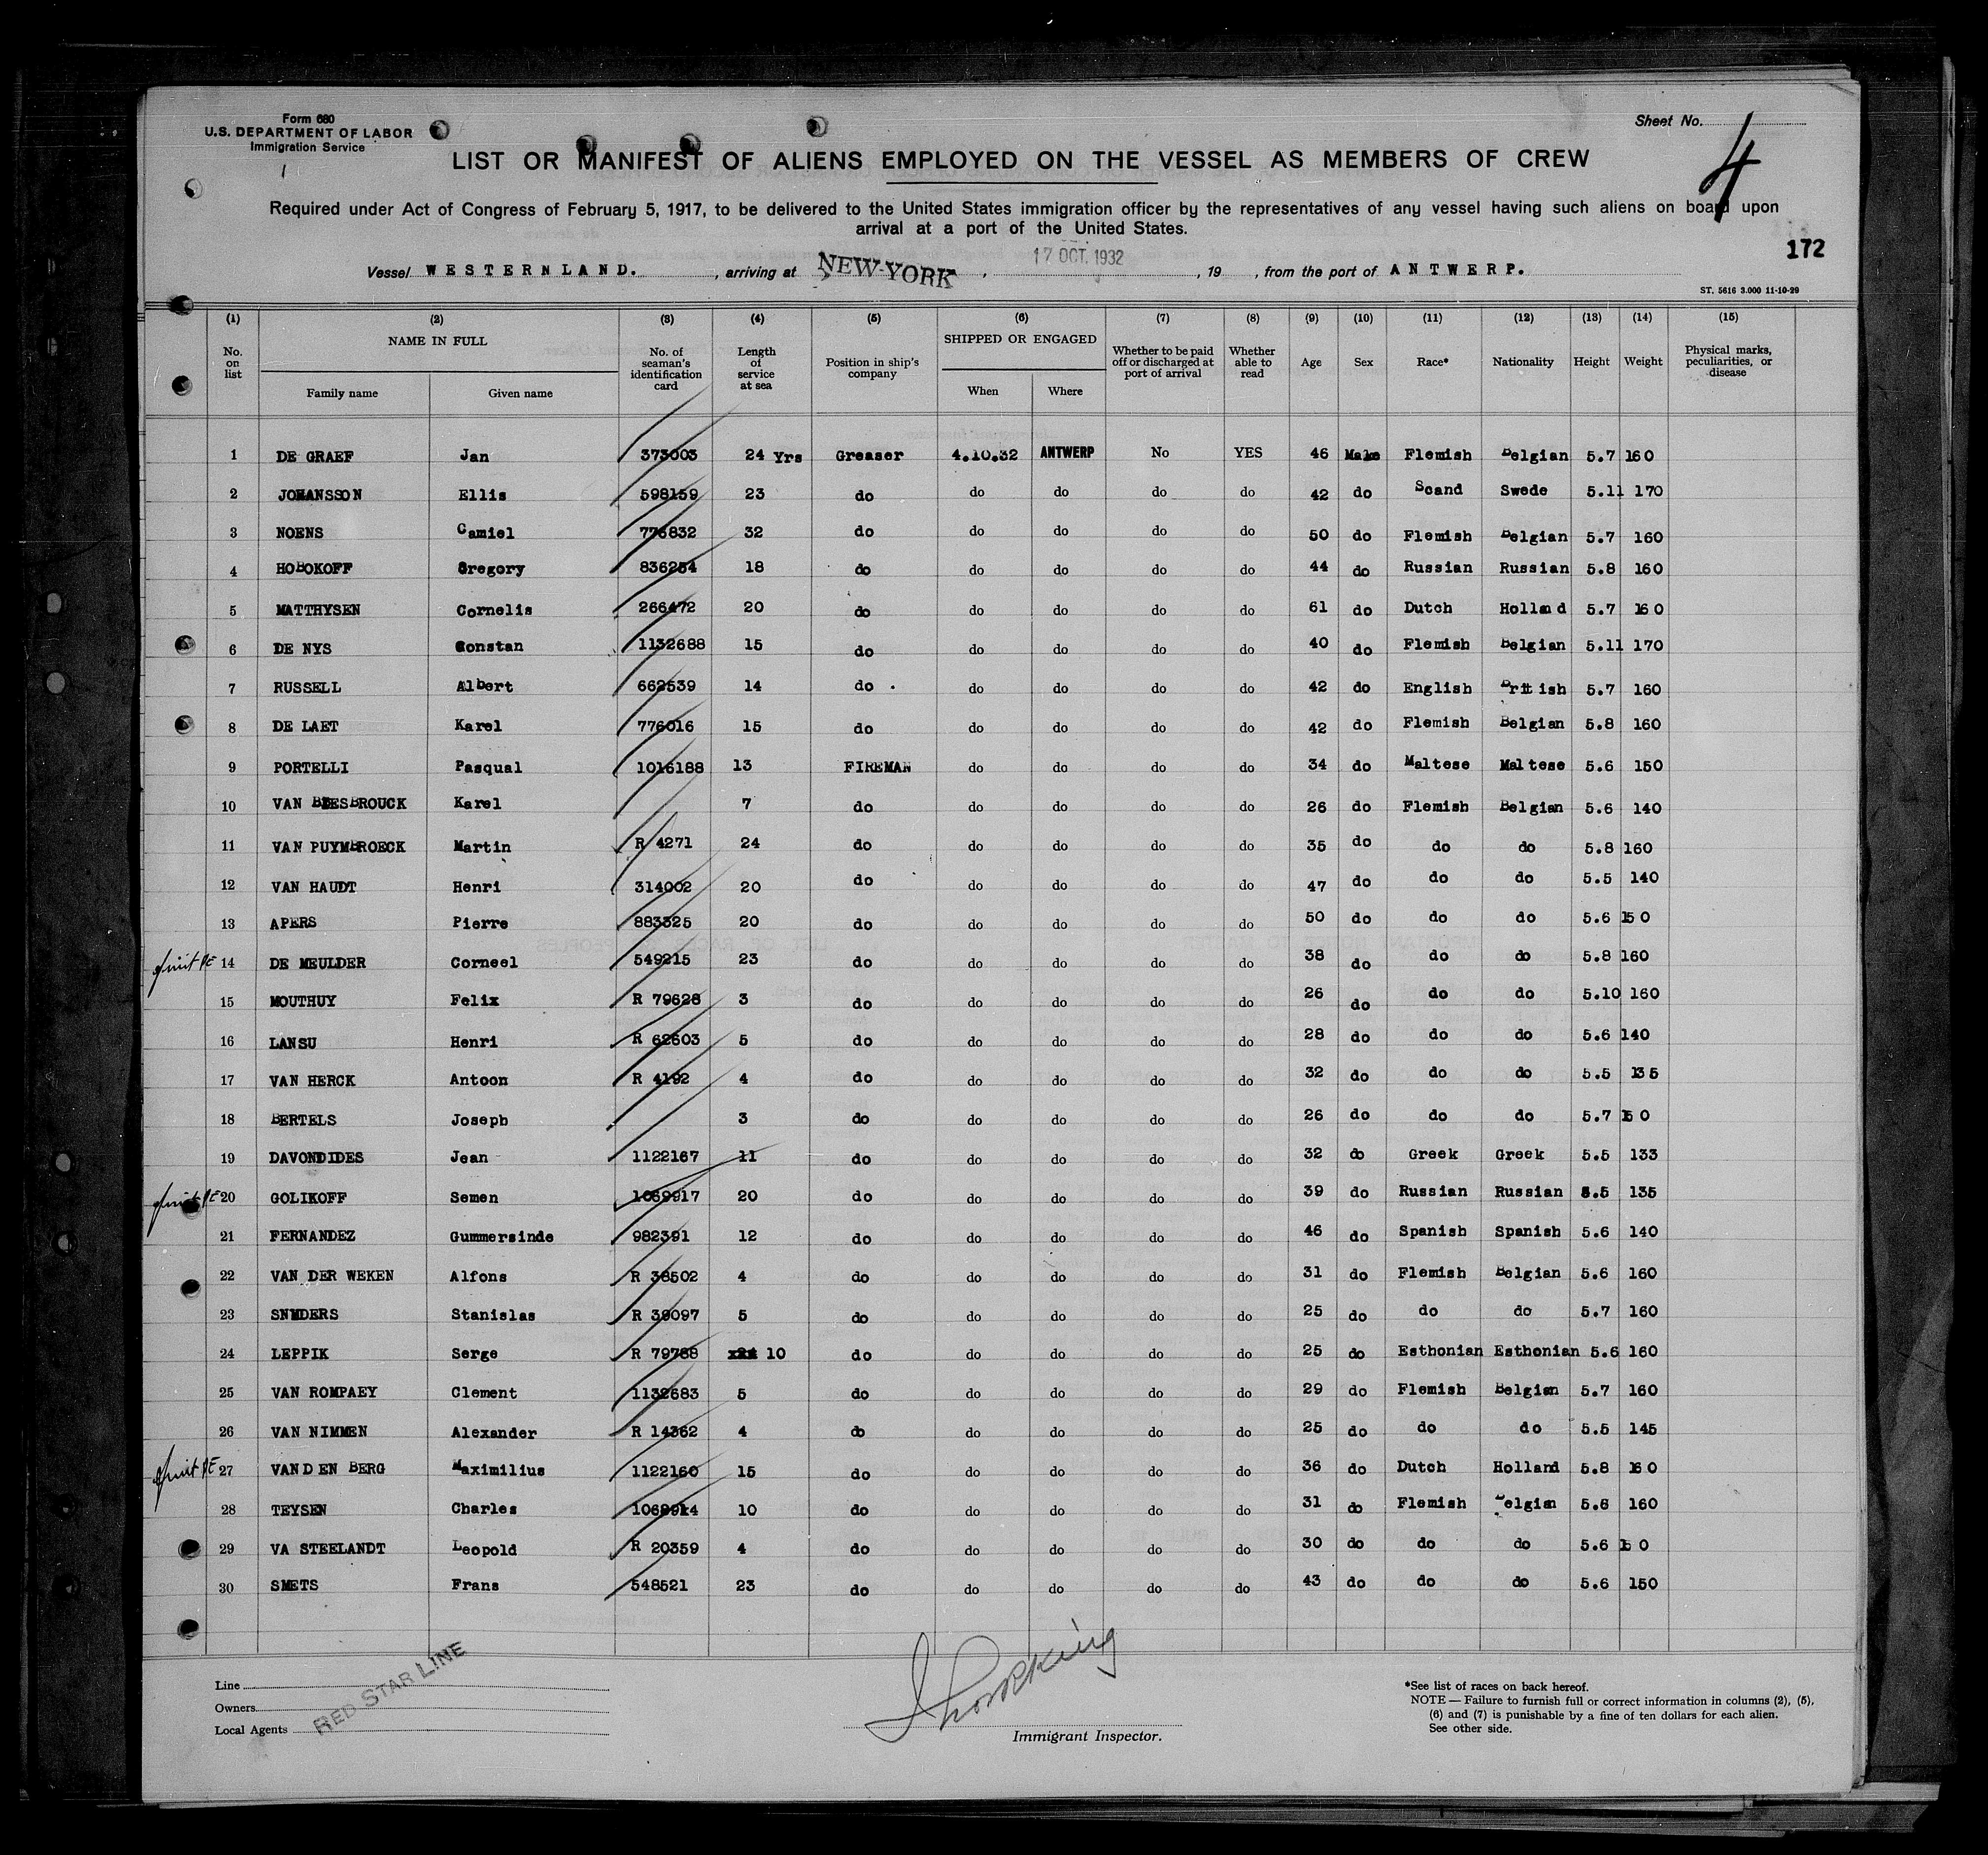 Form 680
U.S. DEPARTMENT OF LABOR
Immigration Service
Sheet No. 4
LIST OR MANIFEST OF ALIENS EMPLOYED ON THE VESSEL AS MEMBERS OF CREW
Required under Act of Congress of February 5, 1917, to be delivered to the United States immigration officer by the representatives of any vessel having such aliens on board upon
arrival at a port of the United States.
172
Vessel WESTERNLAND. , arriving at NEW-YORK , 17 OCT. 1932 , 19 , from the port of ANTWERP.
ST. 5616 3.000 11-10-29
(1) (2) (3) (4) (5) (6) (7) (8) (9) (10) (11) (12) (13) (14) (15)
No. on list NAME IN FULL Family name Given name No. of seaman's identification card Length of service at sea Position in ship's company SHIPPED OR ENGAGED When Where Whether to be paid off or discharged at port of arrival Whether able to read Age Sex Race* Nationality Height Weight Physical marks, peculiarities, or disease
1 DE GRAEF Jan 373003 24 Yrs Greaser 4.10.32 ANTWERP No YES 46 Male Flemish Belgian 5.7 160
2 JOHANSSON Ellis 598159 23 do do do do do 42 do Scand Swede 5.11 170
3 NOENS Camiel 776832 32 do do do do do 50 do Flemish Belgian 5.7 160
4 HOBOKOFF Gregory 836254 18 do do do do do 44 do Russian Russian 5.8 160
5 MATTHYSEN Cornelis 266472 20 do do do do do 61 do Dutch Holland 5.7 160
6 DE NYS Constan 1132688 15 do do do do do 40 do Flemish Belgian 5.11 170
7 RUSSELL Albert 662539 14 do do do do do 42 do English British 5.7 160
8 DE LAET Karel 776016 15 do do do do do 42 do Flemish Belgian 5.8 160
9 PORTELLI Pasqual 1016188 13 FIREMAN do do do do 34 do Maltese Maltese 5.6 150
10 VAN BIESBROUCK Karel 7 do do do do do 26 do Flemish Belgian 5.6 140
11 VAN PUYMBROECK Martin R 4271 24 do do do do do 35 do do do 5.8 160
12 VAN HAUDT Henri 314002 20 do do do do do 47 do do do 5.5 140
13 APERS Pierre 883325 20 do do do do do 50 do do do 5.6 150
14 DE MEULDER Corneel 549215 23 do do do do do 38 do do do 5.8 160
15 MOUTHUY Felix R 79628 3 do do do do do 26 do do do 5.10 160
16 LANSU Henri R 62603 5 do do do do do 28 do do do 5.6 140
17 VAN HERCK Antoon R 4192 4 do do do do do 32 do do do 5.5 135
18 BERTELS Joseph 3 do do do do do 26 do do do 5.7 150
19 DAVONDIDES Jean 1122167 11 do do do do do 32 do Greek Greek 5.5 133
20 GOLIKOFF Semen 1069917 20 do do do do do 39 do Russian Russian 5.5 135
21 FERNANDEZ Gummersinde 982391 12 do do do do do 46 do Spanish Spanish 5.6 140
22 VAN DER WEKEN Alfons R 38502 4 do do do do do 31 do Flemish Belgian 5.6 160
23 SNYDERS Stanislas R 39097 5 do do do do do 25 do do do 5.7 160
24 LEPPIK Serge R 79788 10 do do do do do 25 do Esthonian Esthonian 5.6 160
25 VAN ROMPAEY Clement 1132683 5 do do do do do 29 do Flemish Belgian 5.7 160
26 VAN NIMMEN Alexander R 14362 4 do do do do do 25 do do do 5.5 145
27 VANDEN BERG Maximilius 1122160 15 do do do do do 36 do Dutch Holland 5.8 160
28 TEYSEN Charles 1068914 10 do do do do do 31 do Flemish Belgian 5.6 160
29 VA STEELANDT Leopold R 20359 4 do do do do do 30 do do do 5.6 150
30 SMETS Frans 548521 23 do do do do do 43 do do do 5.6 150
Line
Owners
Local Agents
RED STAR LINE
Immigrant Inspector.
*See list of races on back hereof.
NOTE — Failure to furnish full or correct information in columns (2), (5),
(6) and (7) is punishable by a fine of ten dollars for each alien.
See other side.